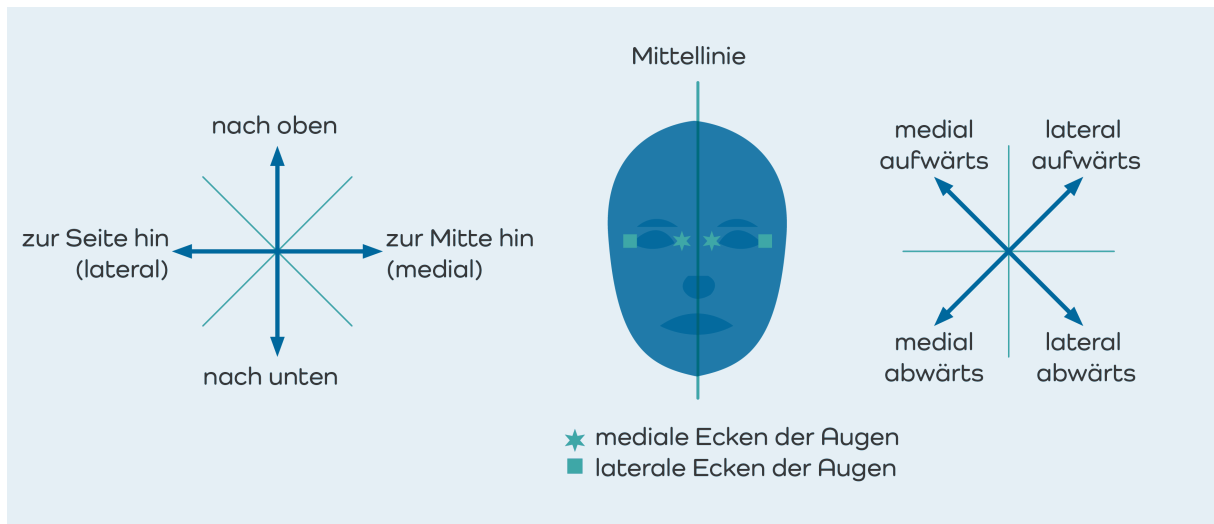 Mittellinie
nach oben
zur Seite hin
(lateral)
zur Mitte hin
(medial)
nach unten
medial
aufwärts
lateral
aufwärts
medial
abwärts
lateral
abwärts
mediale Ecken der Augen
laterale Ecken der Augen